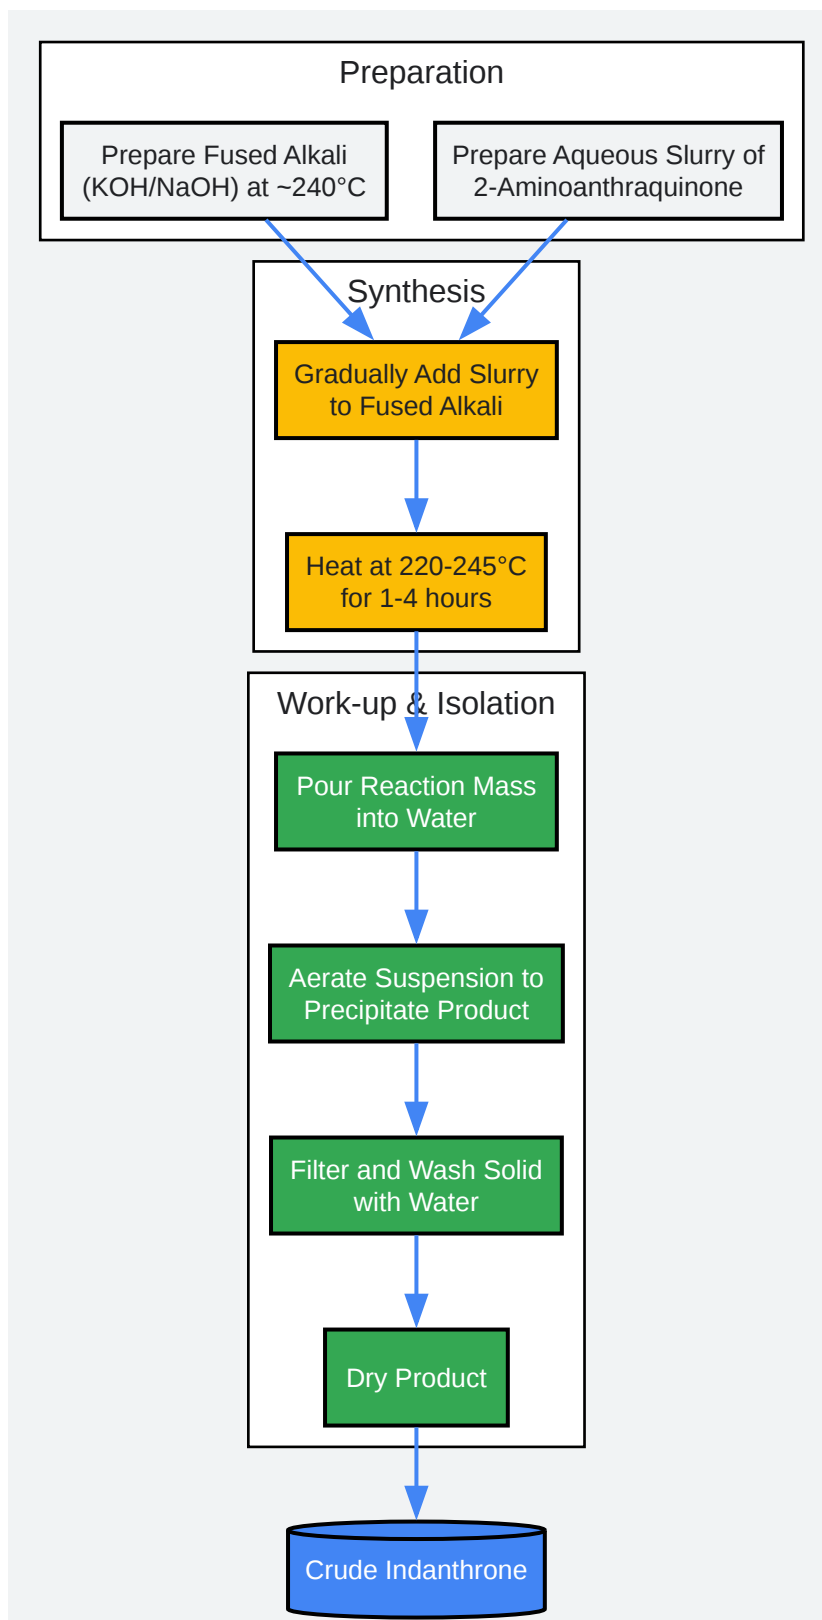 Preparation
Prepare Fused Alkali
(KOH/NaOH) at ~240°C
Prepare Aqueous Slurry of
2-Aminoanthraquinone
Synthesis
Gradually Add Slurry
to Fused Alkali
Heat at 220-245°C
for 1-4 hours
Work-up & Isolation
Pour Reaction Mass
into Water
Aerate Suspension to
Precipitate Product
Filter and Wash Solid
with Water
Dry Product
Crude Indanthrone